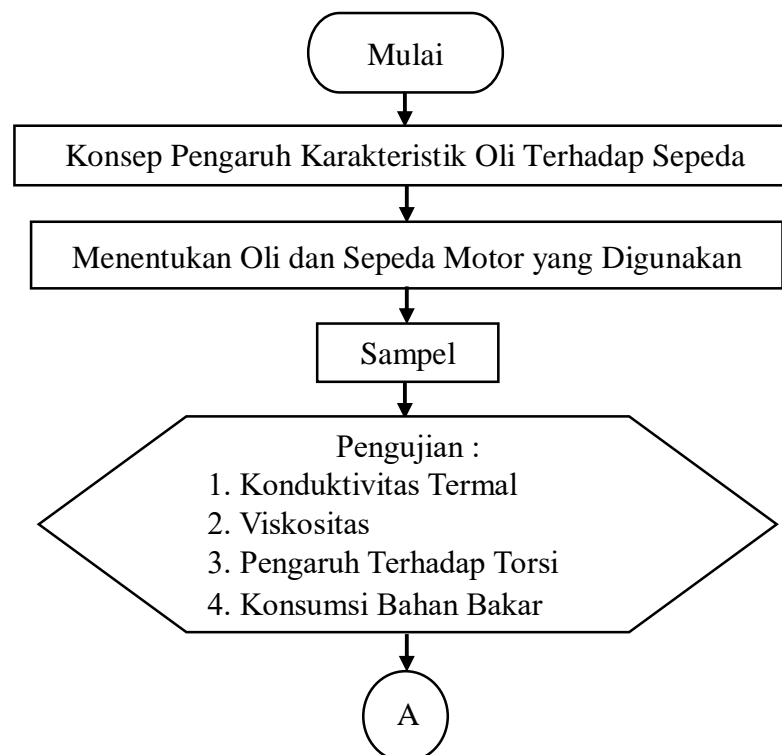 Mulai
Konsep Pengaruh Karakteristik Oli Terhadap Sepeda
Menentukan Oli dan Sepeda Motor yang Digunakan
Sampel
Pengujian :
1. Konduktivitas Termal
2. Viskositas
3. Pengaruh Terhadap Torsi
4. Konsumsi Bahan Bakar
A